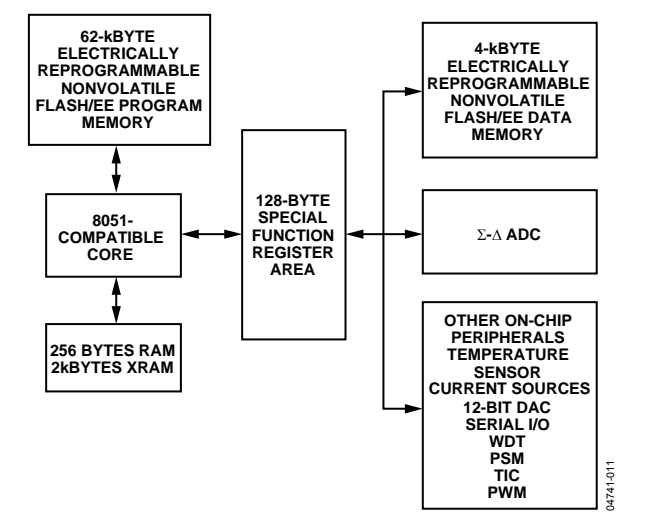 62-kBYTE
ELECTRICALLY
REPROGRAMMABLE
NONVOLATILE
FLASH/EE PROGRAM
MEMORY
8051-
COMPATIBLE
CORE
256 BYTES RAM
2kBYTES XRAM
128-BYTE
SPECIAL
FUNCTION
REGISTER
AREA
4-kBYTE
ELECTRICALLY
REPROGRAMMABLE
NONVOLATILE
FLASH/EE DATA
MEMORY
Σ-Δ ADC
OTHER ON-CHIP
PERIPHERALS
TEMPERATURE
SENSOR
CURRENT SOURCES
12-BIT DAC
SERIAL I/O
WDT
PSM
TIC
PWM
04741-011